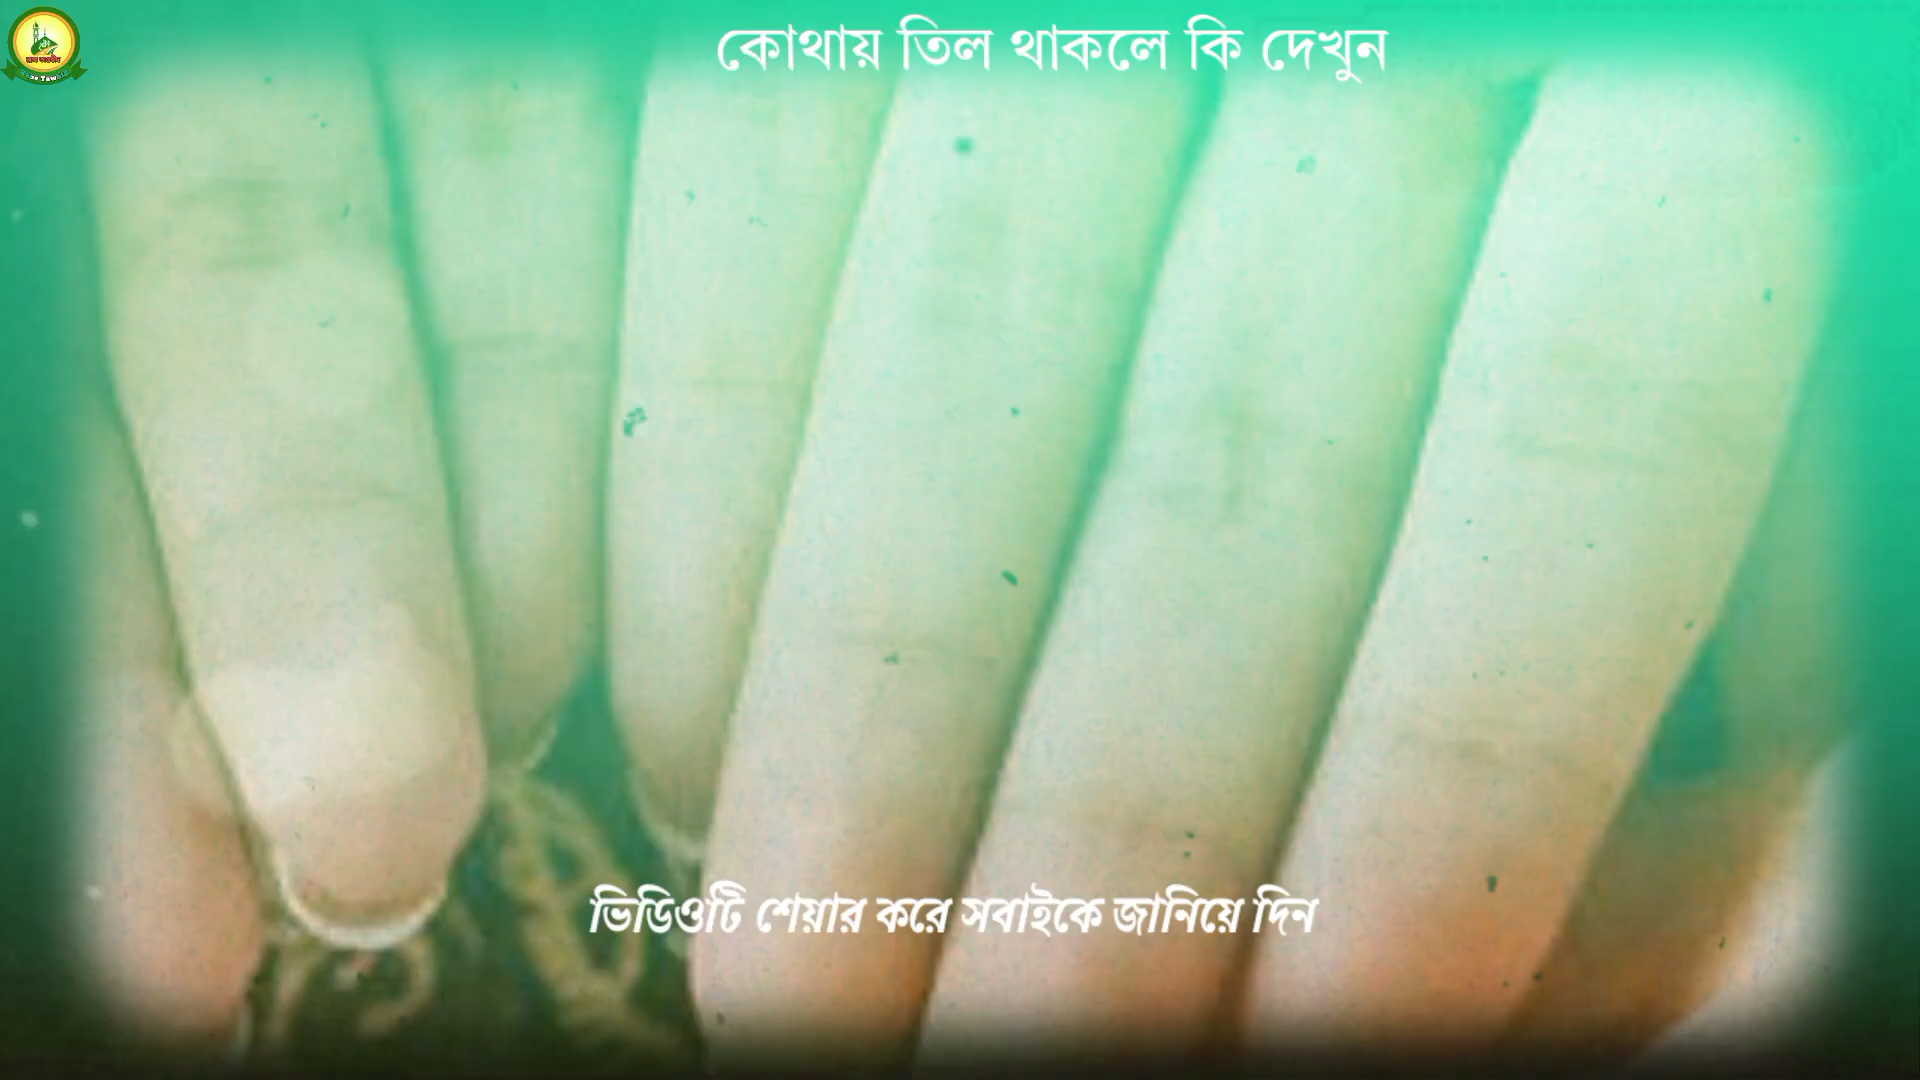 কোথায় তিল থাকলে কি দেখুন
ভিডিওটি শেয়ার করে সবাইকে জানিয়ে দিন